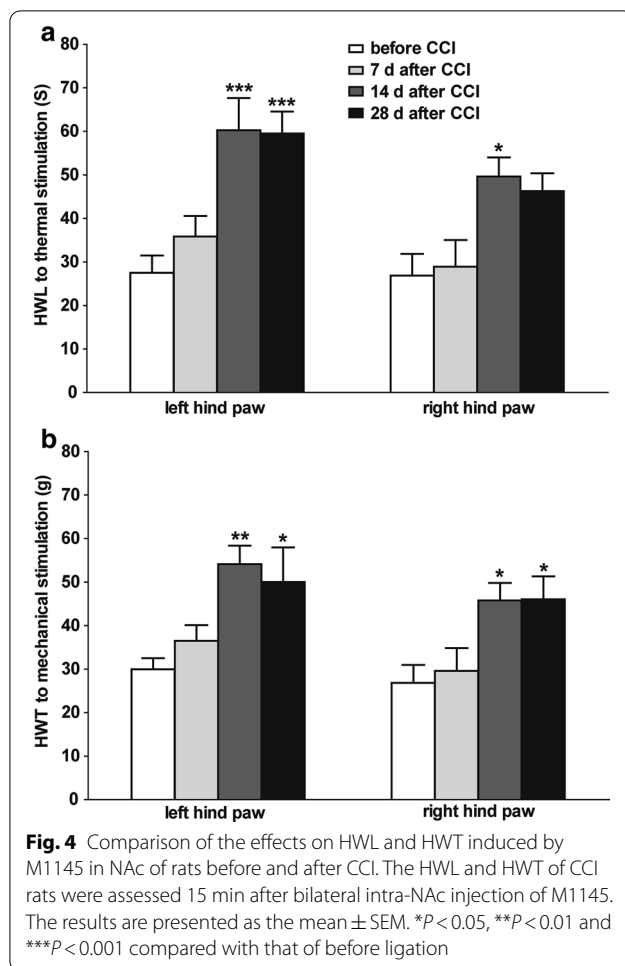 a
before CCI
7 d after CCI
14 d after CCI
28 d after CCI
HWL to thermal stimulation (S)
80
70
60
50
40
30
20
10
0
*** ***
*
left hind paw right hind paw
b
HWT to mechanical stimulation (g)
80
70
60
50
40
30
20
10
0
** *
* *
left hind paw right hind paw
Fig. 4 Comparison of the effects on HWL and HWT induced by
M1145 in NAc of rats before and after CCI. The HWL and HWT of CCI
rats were assessed 15 min after bilateral intra-NAc injection of M1145.
The results are presented as the mean ± SEM. *P < 0.05, **P < 0.01 and
***P < 0.001 compared with that of before ligation